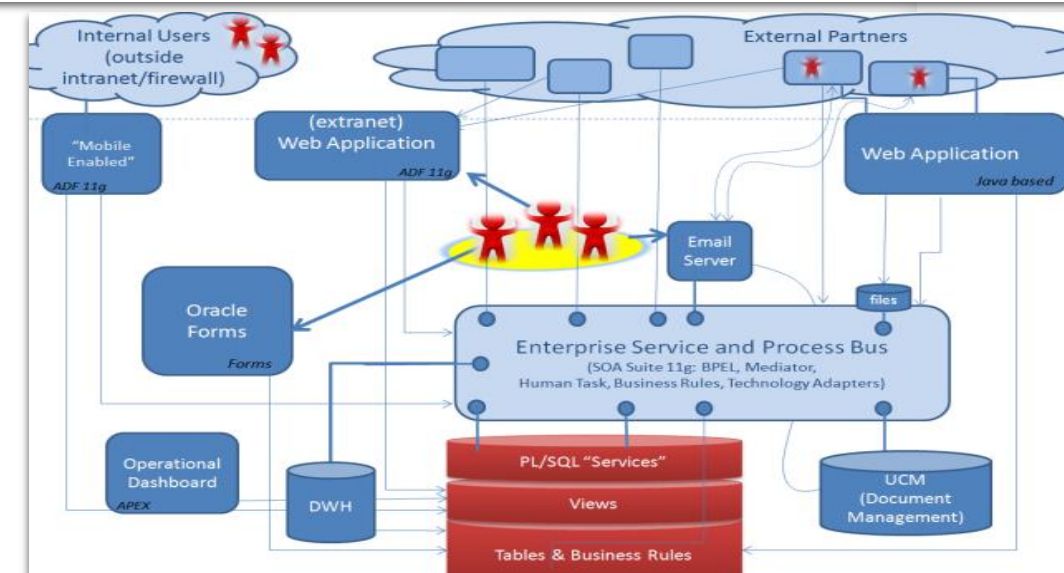 Internal Users
(outside
intranet/firewall)
External Partners
"Mobile
Enabled"
ADF 11g
(extranet)
Web Application
ADF 11g
Web Application
Java based
Email
Server
files
Oracle
Forms
Forms
Enterprise Service and Process Bus
(SOA Suite 11g: BPEL, Mediator,
Human Task, Business Rules, Technology Adapters)
Operational
Dashboard
APEX
DWH
PL/SQL "Services"
Views
Tables & Business Rules
UCM
(Document
Management)